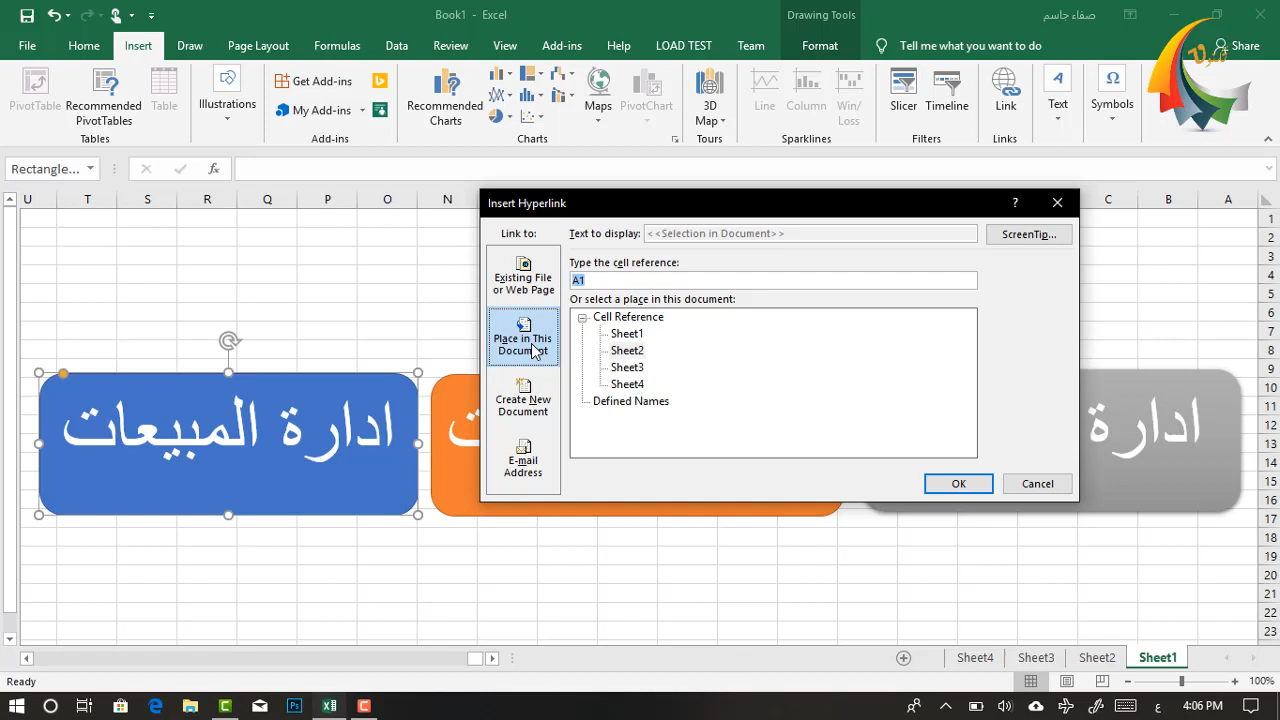 Book1 - Excel
Drawing Tools
صفاء جاسم
File
Home
Insert
Draw
Page Layout
Formulas
Data
Review
View
Add-ins
Help
LOAD TEST
Team
Format
Tell me what you want to do
Share
PivotTable
Recommended
PivotTables
Table
Tables
Illustrations
Get Add-ins
My Add-ins
Add-ins
Recommended
Charts
Maps
PivotChart
Charts
3D
Map
Tours
Line
Column
Win/
Loss
Sparklines
Slicer
Timeline
Filters
Link
Links
Text
Symbols
Rectangle...
fx
U
T
S
R
Q
P
O
N
C
B
A
1
2
3
4
5
6
7
8
9
10
11
12
13
14
15
16
17
18
19
20
21
22
23
Insert Hyperlink
?
Link to:
Text to display:
<<Selection in Document>>
ScreenTip...
Existing File
or Web Page
Place in This
Document
Create New
Document
E-mail
Address
Type the cell reference:
A1
Or select a place in this document:
Cell Reference
Sheet1
Sheet2
Sheet3
Sheet4
Defined Names
OK
Cancel
ادارة المبيعات
ت
ادارة
Sheet4
Sheet3
Sheet2
Sheet1
Ready
100%
ع
4:06 PM